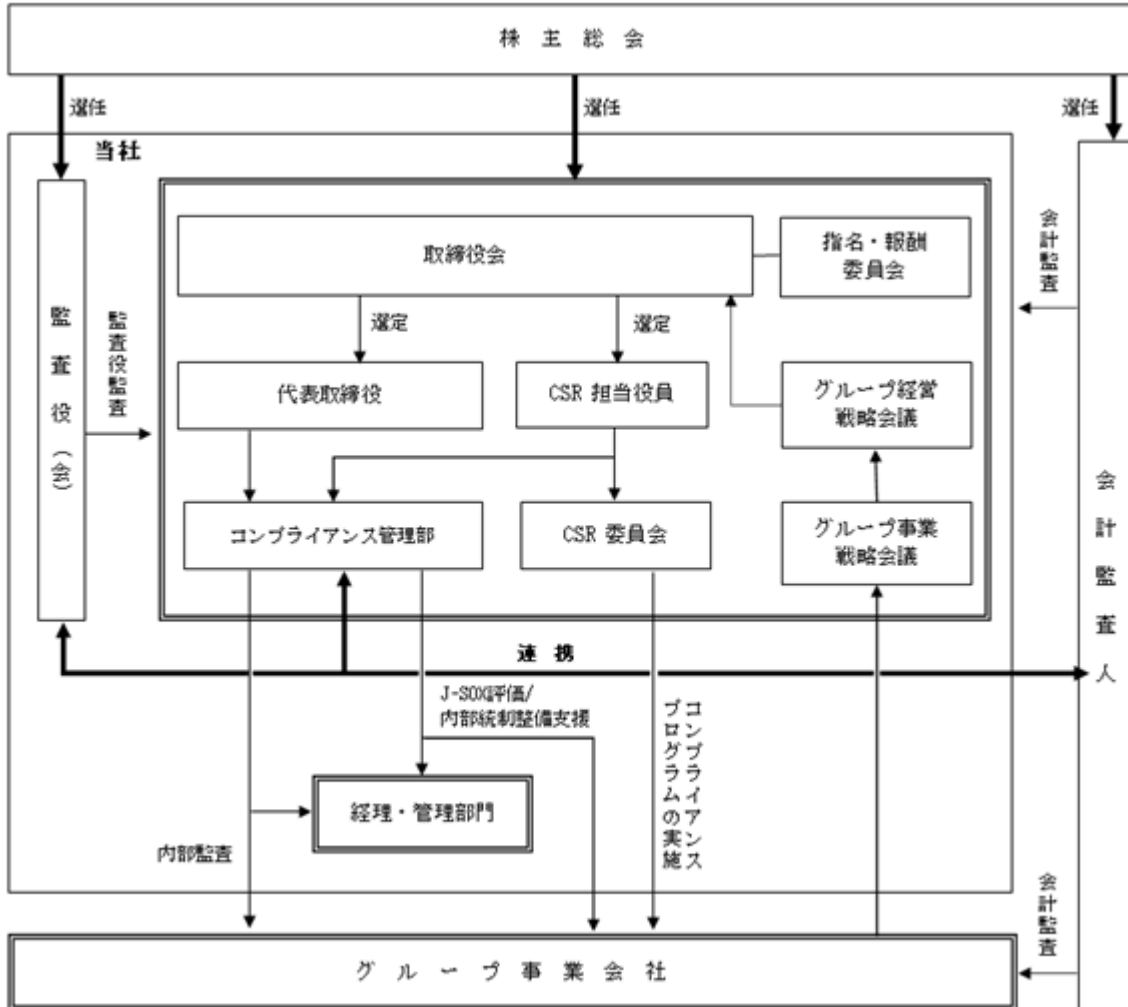 株主総会
選任
選任
選任
当社
取締役会
指名・報酬
委員会
会計監査
監査役(会)
監査役監査
選定
選定
代表取締役
CSR 担当役員
グループ経営
戦略会議
コンプライアンス管理部
CSR 委員会
グループ事業
戦略会議
会計監査人
連携
J-SOX評価/
内部統制整備支援
コンプライアンス
プログラムの実施
経理・管理部門
内部監査
会計監査
グループ事業会社